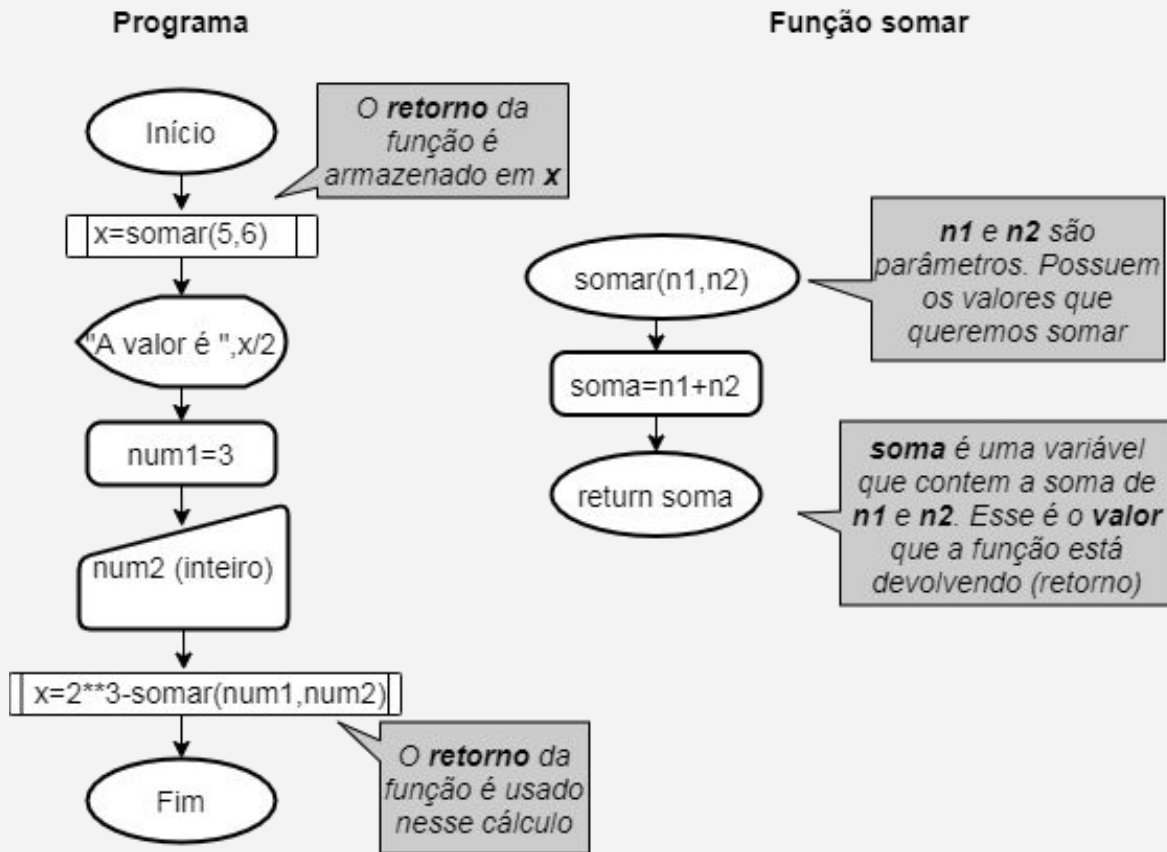 Programa
Função somar
Início
O retorno da
função é
armazenado em x
x=somar(5,6)
"A valor é ",x/2
num1=3
num2 (inteiro)
x=2**3-somar(num1,num2)
O retorno da
função é usado
nesse cálculo
Fim
somar(n1,n2)
n1 e n2 são
parâmetros. Possuem
os valores que
queremos somar
soma=n1+n2
return soma
soma é uma variável
que contem a soma de
n1 e n2. Esse é o valor
que a função está
devolvendo (retorno)